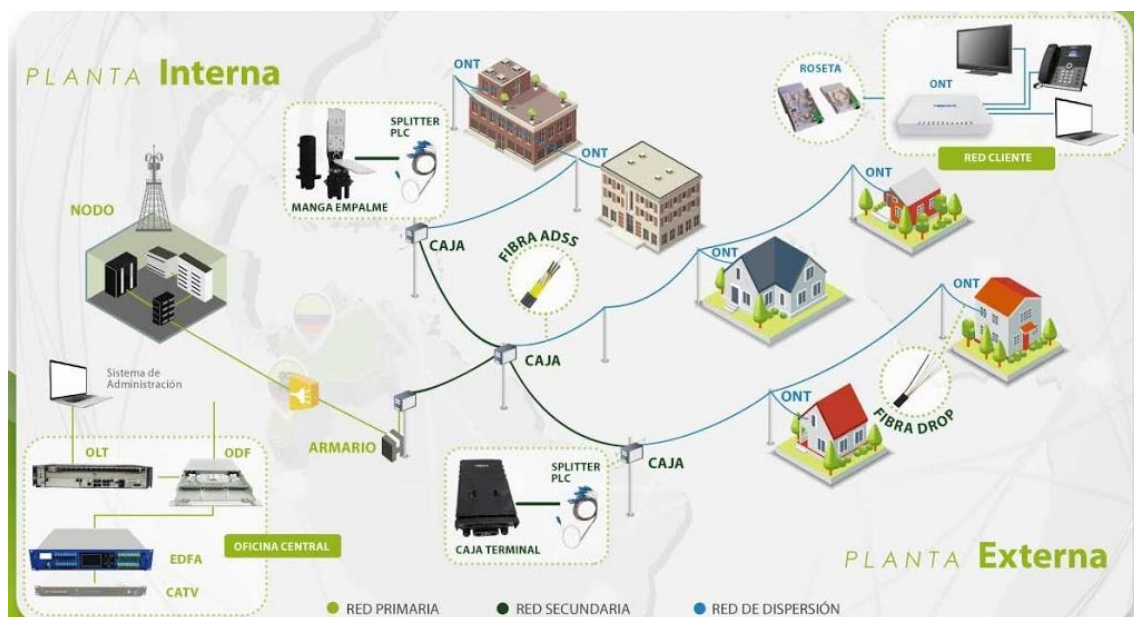 PLANTA Interna
NODO
Sistema de
Administración
OLT
ODF
EDFA
CATV
OFICINA CENTRAL
ARMARIO
SPLITTER
PLC
MANGA EMPALME
CAJA
ONT
ONT
FIBRA ADSS
CAJA
ONT
ONT
ROSETA
ONT
RED CLIENTE
SPLITTER
PLC
CAJA TERMINAL
CAJA
ONT
ONT
FIBRA DROP
PLANTA Externa
RED PRIMARIA
RED SECUNDARIA
RED DE DISPERSIÓN